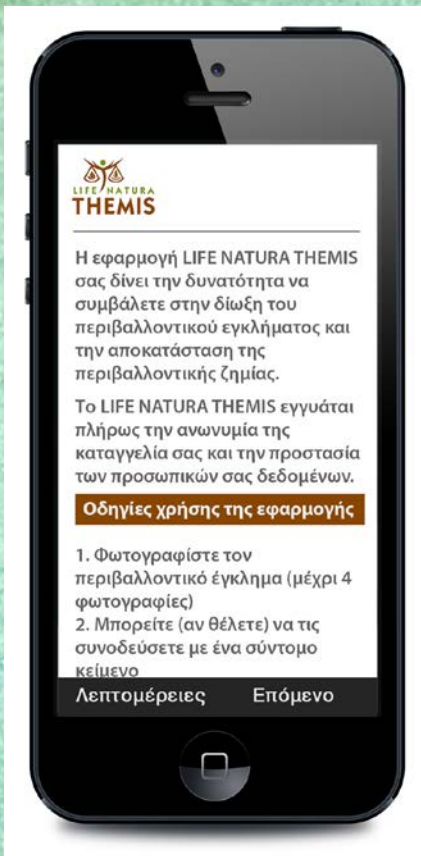 LIFE NATURA
THEMIS
Η εφαρμογή LIFE NATURA THEMIS
σας δίνει την δυνατότητα να
συμβάλετε στην δίωξη του
περιβαλλοντικού εγκλήματος και
την αποκατάσταση της
περιβαλλοντικής ζημίας.
Το LIFE NATURA THEMIS εγγυάται
πλήρως την ανωνυμία της
καταγγελία σας και την προστασία
των προσωπικών σας δεδομένων.
Οδηγίες χρήσης της εφαρμογής
1. Φωτογραφίστε τον
περιβαλλοντικό έγκλημα (μέχρι 4
φωτογραφίες)
2. Μπορείτε (αν θέλετε) να τις
συνοδεύσετε με ένα σύντομο
κείμενο
Λεπτομέρειες Επόμενο